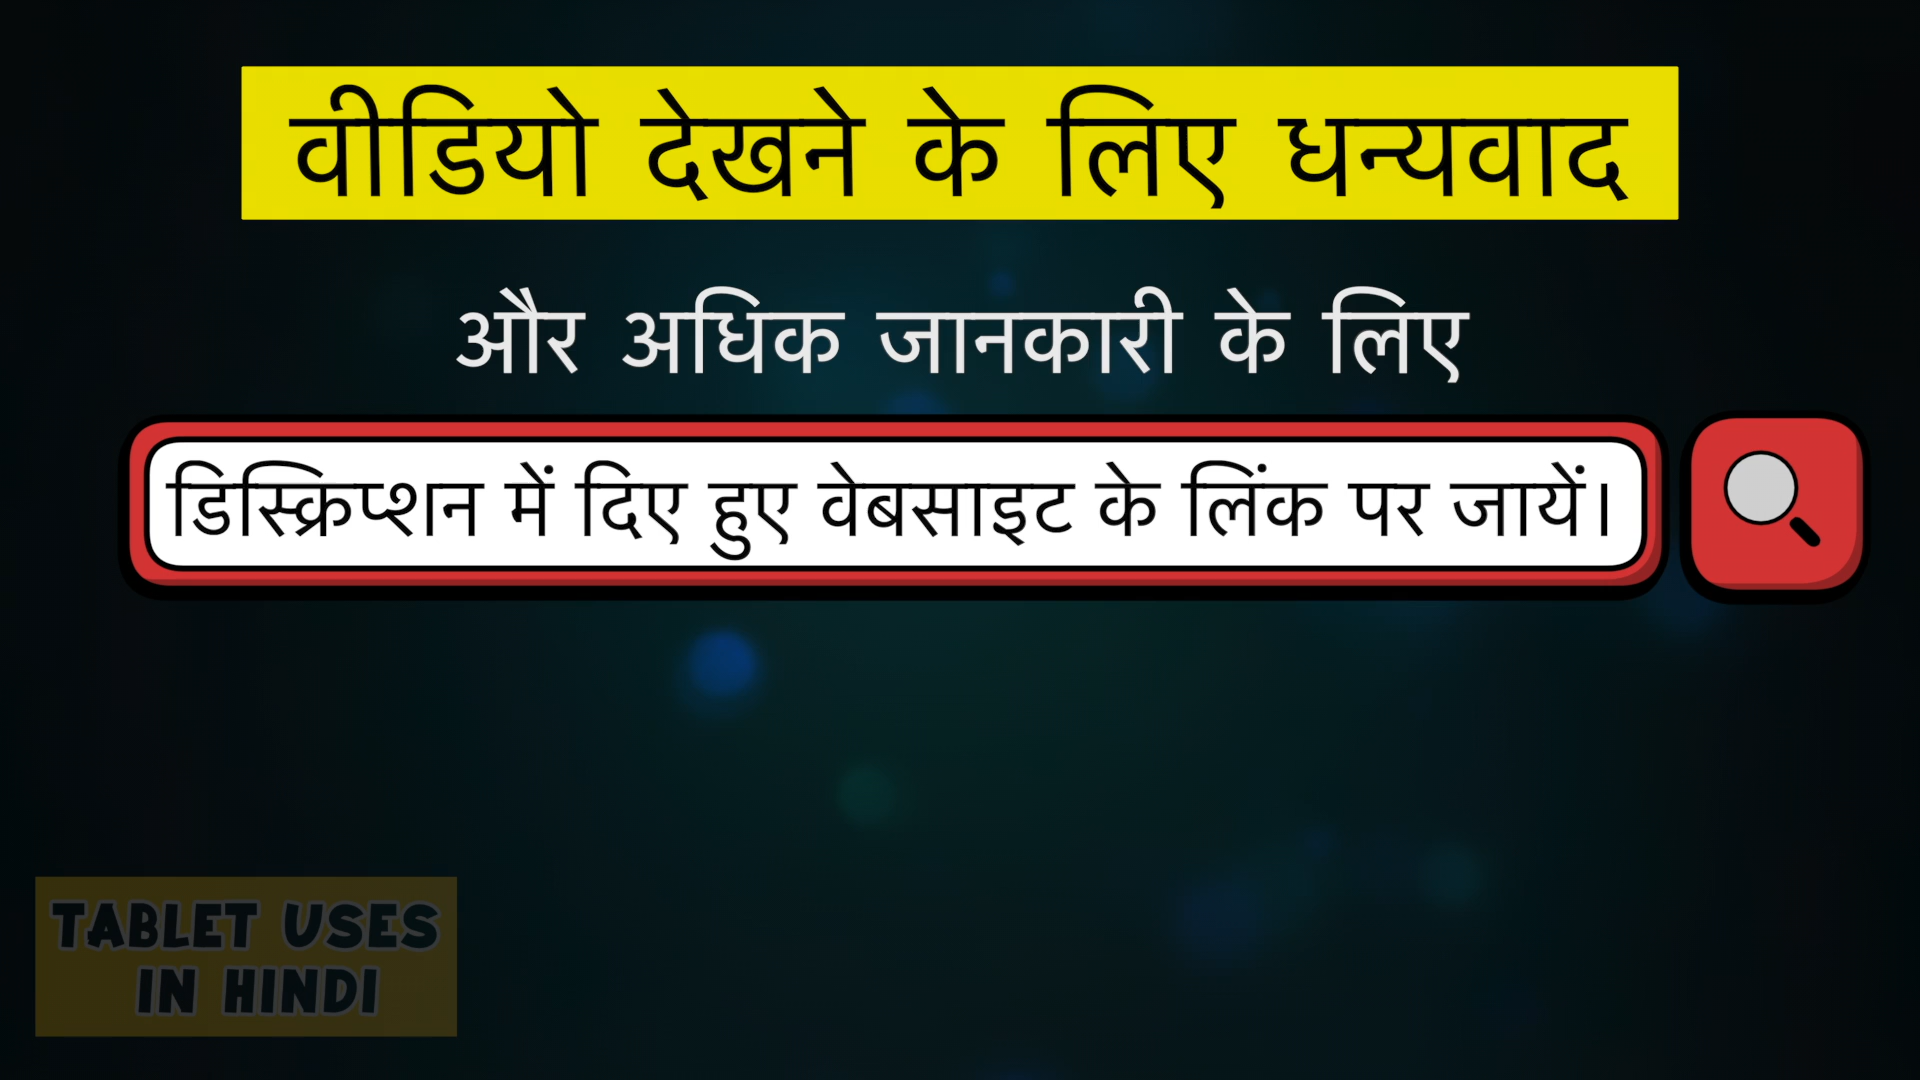 वीडियो देखने के लिए धन्यवाद
और अधिक जानकारी के लिए
डिस्क्रिप्शन में दिए हुए वेबसाइट के लिंक पर जायें।
TABLET USES
IN HINDI